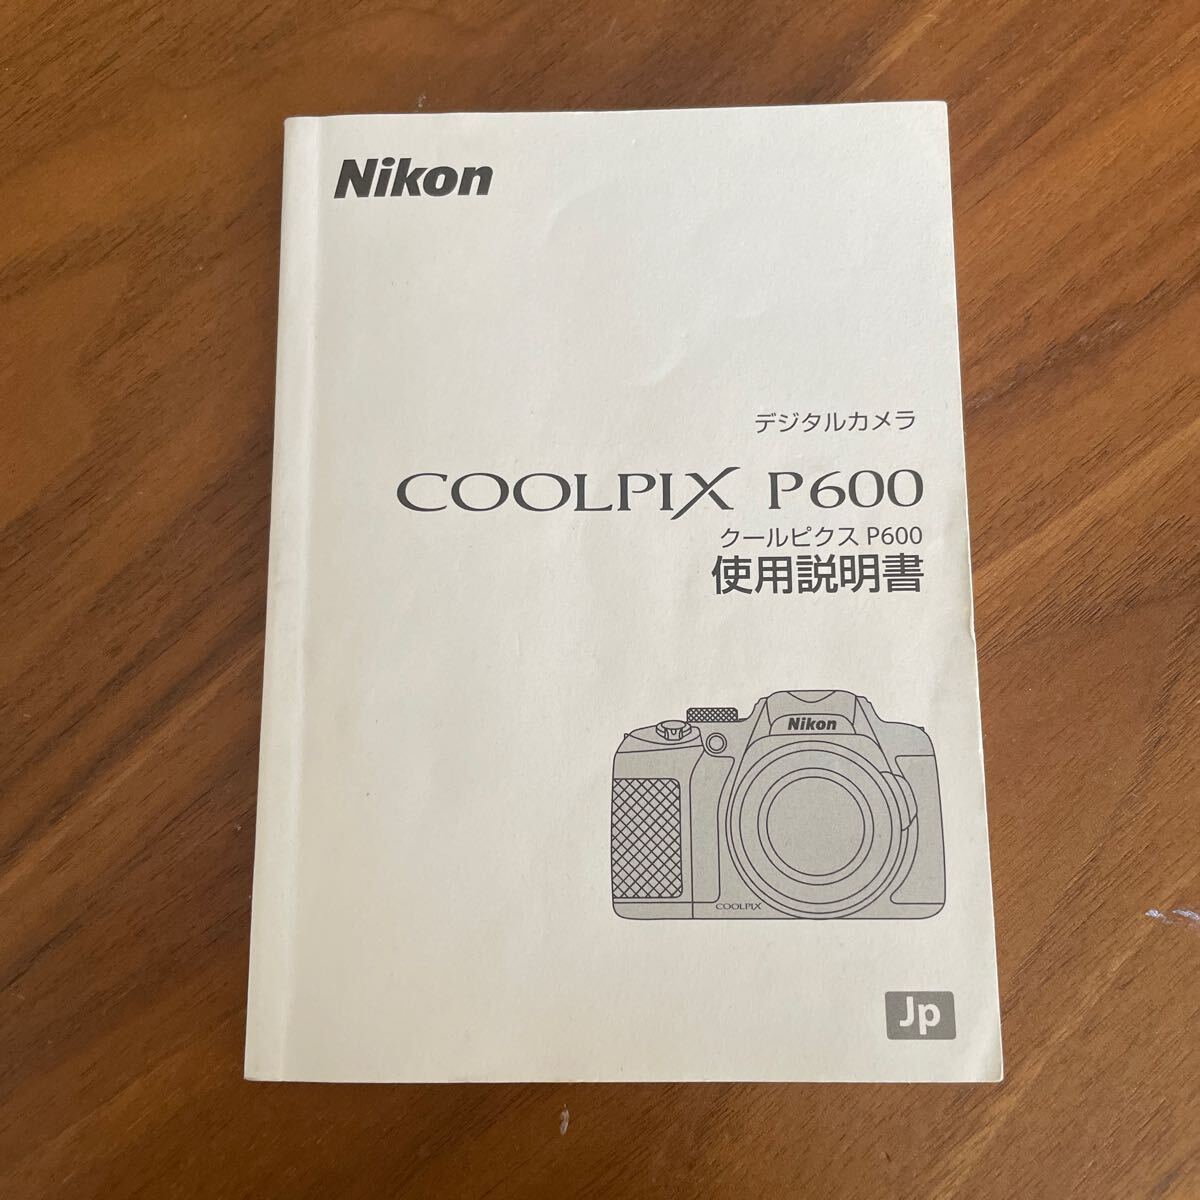 Nikon
デジタルカメラ
COOLPIX P600
クールピクス P600
使用説明書
Nikon
COOLPIX
Jp